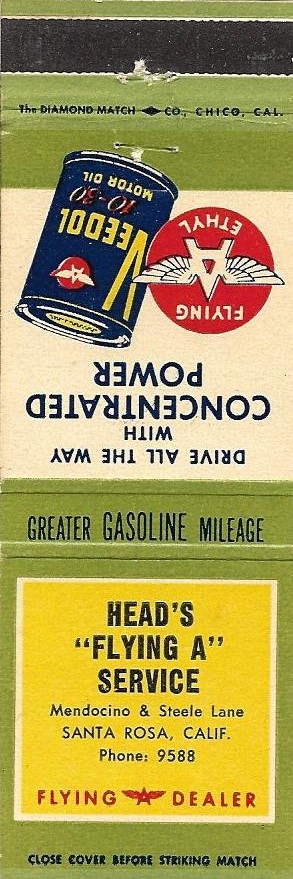 The DIAMOND MATCH CO., CHICO, CAL.
DRIVE ALL THE WAY
WITH
CONCENTRATED
POWER
FLYING
A
ETHYL
VEEDOL
10-30
MOTOR OIL
GREATER GASOLINE MILEAGE
HEAD'S
"FLYING A"
SERVICE
Mendocino & Steele Lane
SANTA ROSA, CALIF.
Phone: 9588
FLYING A DEALER
CLOSE COVER BEFORE STRIKING MATCH